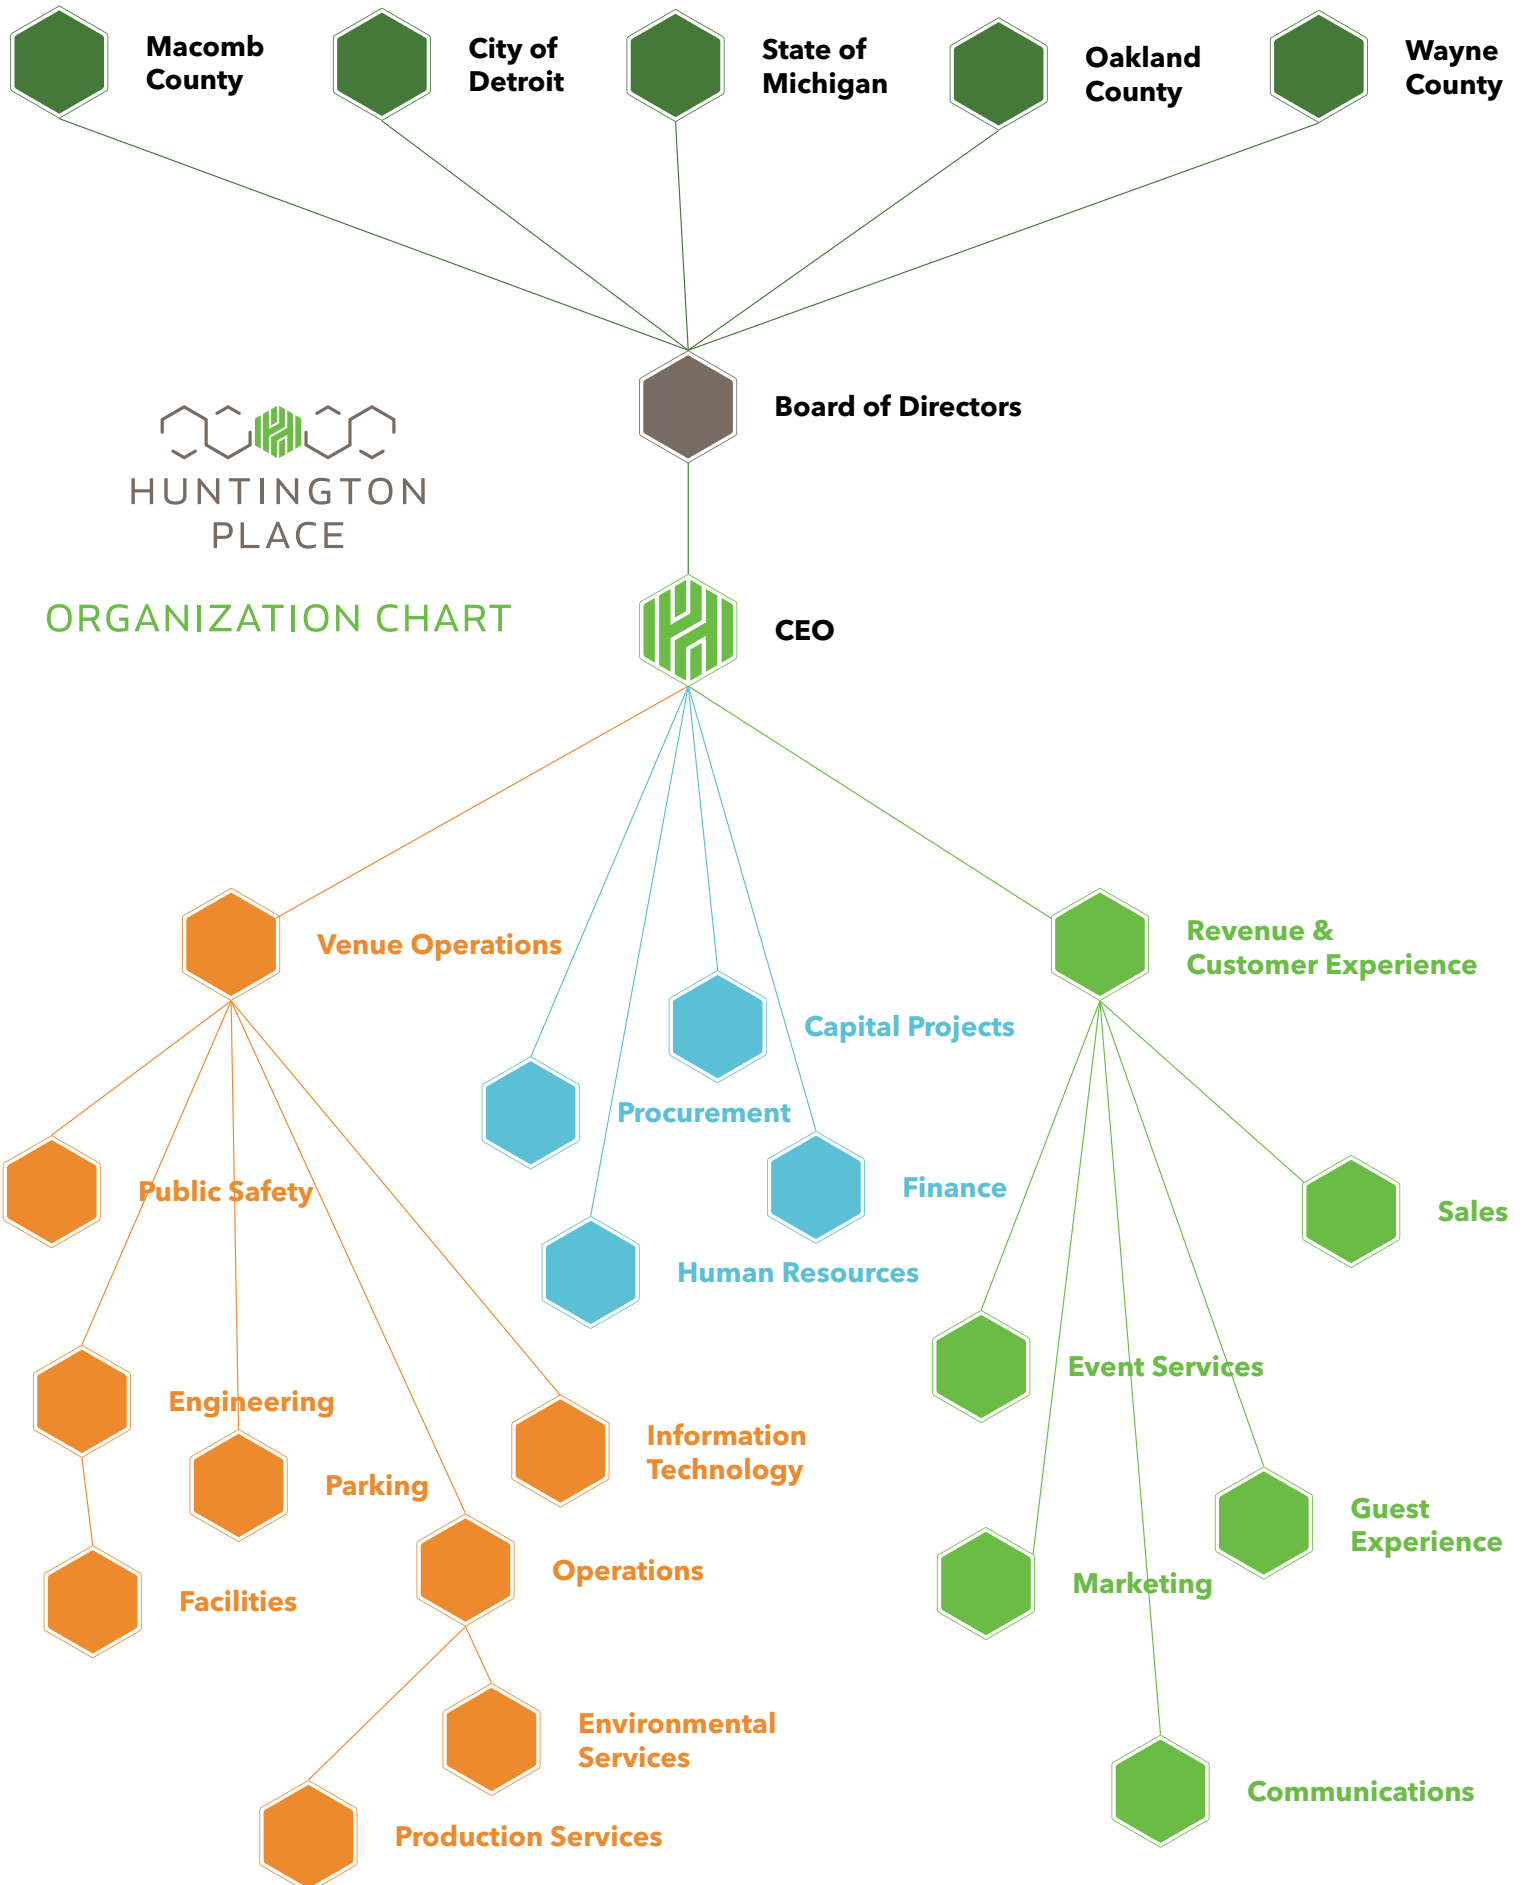 Macomb
County
City of
Detroit
State of
Michigan
Oakland
County
Wayne
County
Board of Directors
HUNTINGTON
PLACE
ORGANIZATION CHART
CEO
Venue Operations
Revenue &
Customer Experience
Capital Projects
Procurement
Public Safety
Finance
Sales
Human Resources
Event Services
Engineering
Information
Technology
Parking
Guest
Experience
Operations
Marketing
Facilities
Environmental
Services
Communications
Production Services